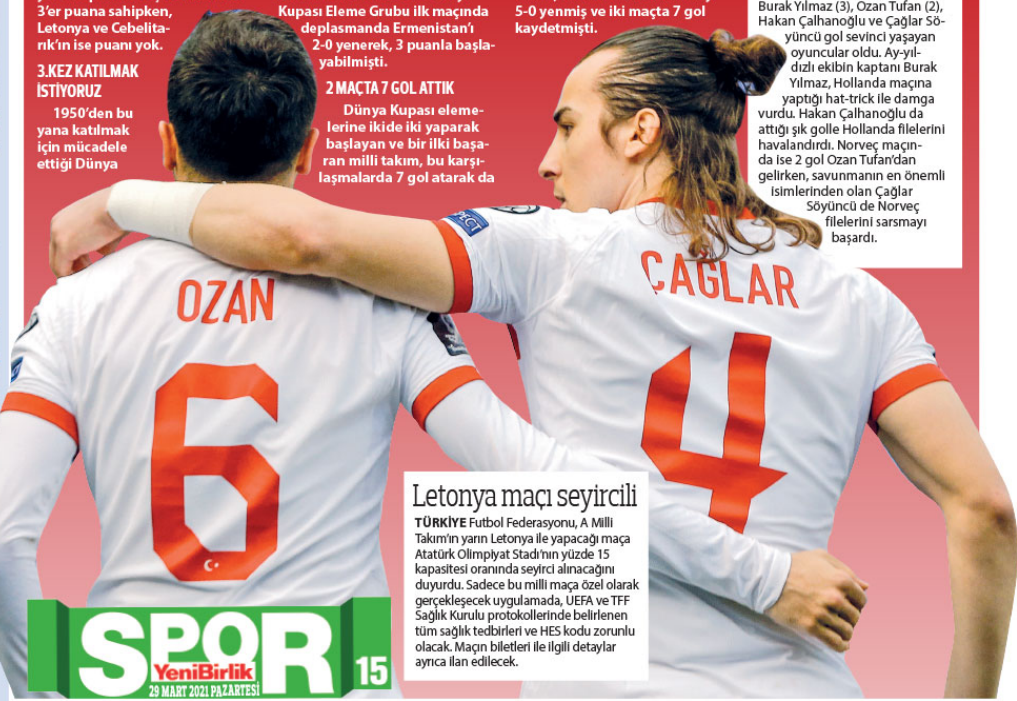 3'er puana sahipken,
Letonya ve Cebelita-
rık'ın ise puanı yok.
3.KEZ KATILMAK
İSTİYORUZ
1950'den bu
yana katılmak
için mücadele
ettiği Dünya
Kupası Eleme Grubu ilk maçında
deplasmanda Ermenistan'ı
2-0 yenerek, 3 puanla başla-
yabilmişti.
2 MAÇTA 7 GOL ATTIK
Dünya Kupası eleme-
lerine ikide iki yaparak
başlayan ve bir ilki başa-
ran milli takım, bu karşı-
laşmalarda 7 gol atarak da
5-0 yenmiş ve iki maçta 7 gol
kaydetmişti.
Burak Yılmaz (3), Ozan Tufan (2),
Hakan Çalhanoğlu ve Çağlar Sö-
yüncü gol sevinci yaşayan
oyuncular oldu. Ay-yıl-
dızlı ekibin kaptanı Burak
Yılmaz, Hollanda maçına
yaptığı hat-trick ile damga
vurdu. Hakan Çalhanoğlu da
attığı şık golle Hollanda filelerini
havalandırdı. Norveç maçın-
da ise 2 gol Ozan Tufan'dan
gelirken, savunmanın en önemli
isimlerinden olan Çağlar
Söyüncü de Norveç
filelerini sarsmayı
başardı.
OZAN
6
ÇAĞLAR
4
Letonya maçı seyircili
TÜRKİYE Futbol Federasyonu, A Milli
Takım'ın yarın Letonya ile yapacağı maça
Atatürk Olimpiyat Stadı'nın yüzde 15
kapasitesi oranında seyirci alınacağını
duyurdu. Sadece bu milli maça özel olarak
gerçekleşecek uygulamada, UEFA ve TFF
Sağlık Kurulu protokollerinde belirlenen
tüm sağlık tedbirleri ve HES kodu zorunlu
olacak. Maçın biletleri ile ilgili detaylar
ayrıca ilan edilecek.
SPOR
YeniBirlik
29 MART 2021 PAZARTESİ
15